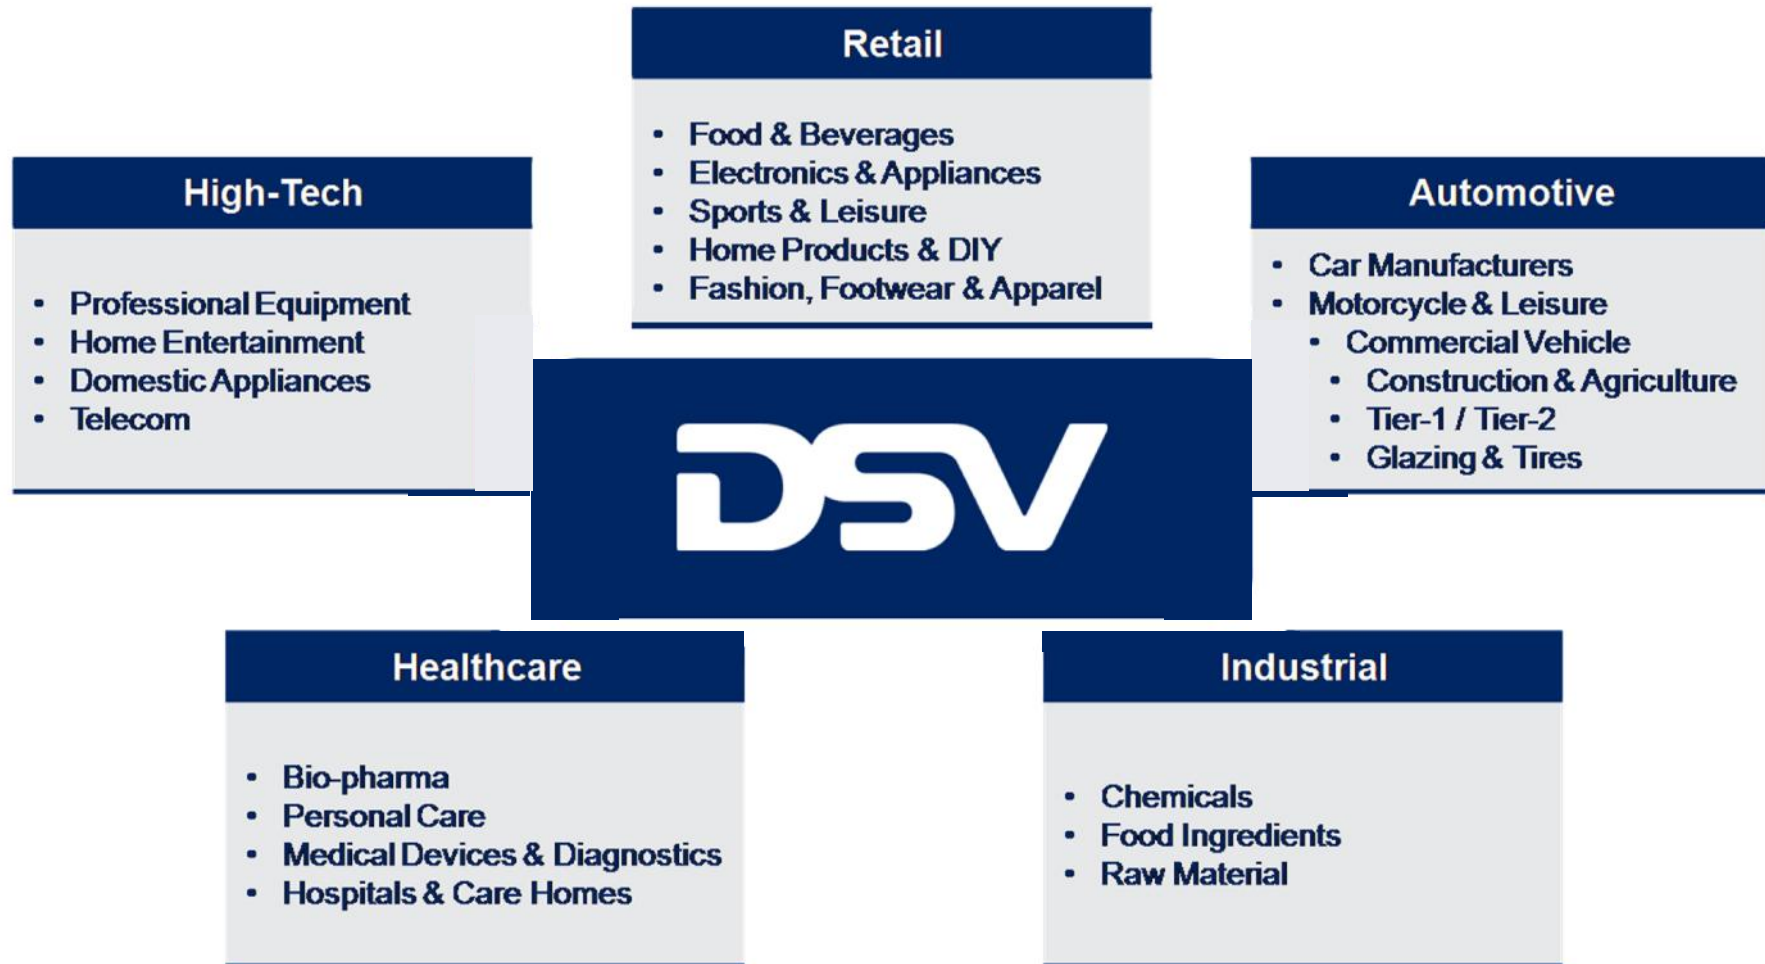 Retail
• Food & Beverages
• Electronics & Appliances
• Sports & Leisure
• Home Products & DIY
• Fashion, Footwear & Apparel
High-Tech
• Professional Equipment
• Home Entertainment
• Domestic Appliances
• Telecom
Automotive
• Car Manufacturers
• Motorcycle & Leisure
• Commercial Vehicle
• Construction & Agriculture
• Tier-1 / Tier-2
• Glazing & Tires
DSV
Healthcare
• Bio-pharma
• Personal Care
• Medical Devices & Diagnostics
• Hospitals & Care Homes
Industrial
• Chemicals
• Food Ingredients
• Raw Material